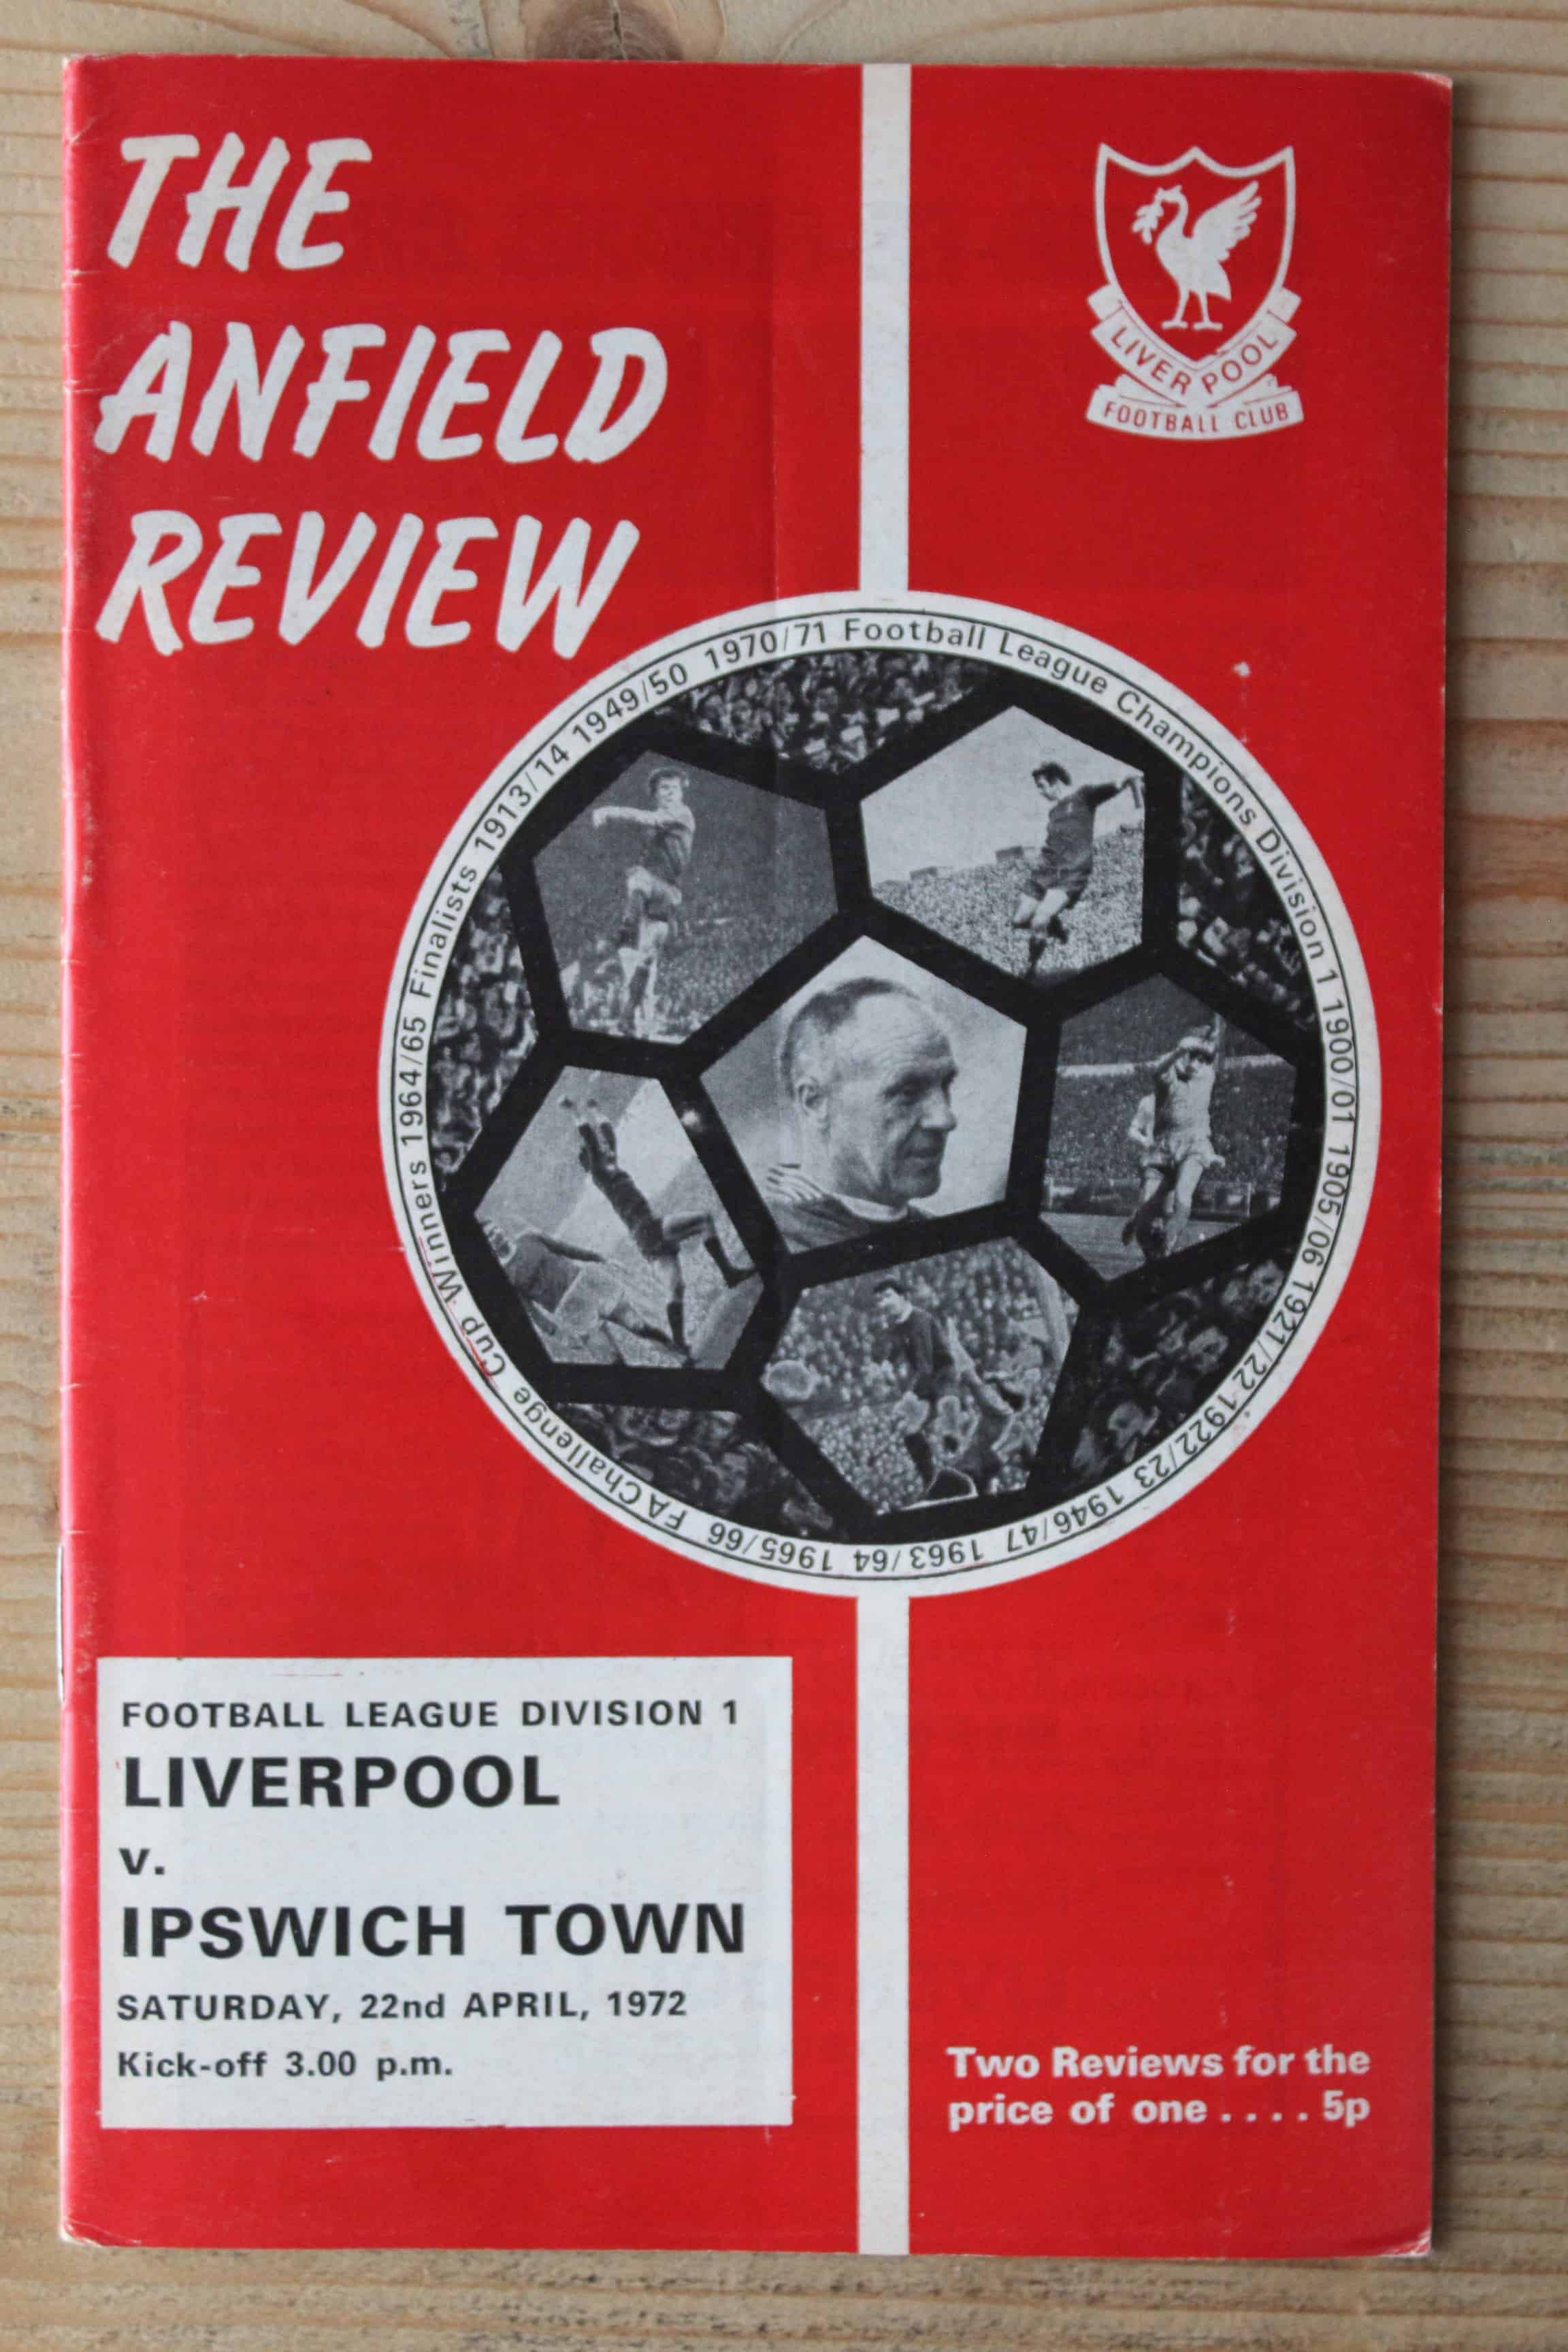 THE
ANFIELD
REVIEW
LIVERPOOL
FOOTBALL CLUB
Football League Champions Division 1 1900/01 1905/06 1921/22 1922/23 1946/47 1963/64 1965/66 FA Challenge Cup Winners 1964/65 Finalists 1913/14 1949/50 1970/71
FOOTBALL LEAGUE DIVISION 1
LIVERPOOL
v.
IPSWICH TOWN
SATURDAY, 22nd APRIL, 1972
Kick-off 3.00 p.m.
Two Reviews for the
price of one .... 5p